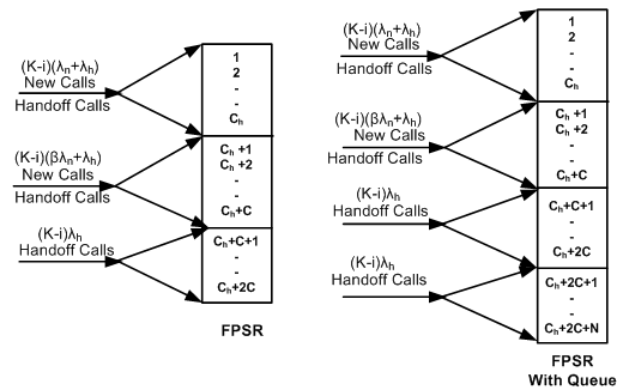 (K-i)(λn+λh)
New Calls
Handoff Calls
1
2
-
-
Ch
(K-i)(βλn+λh)
New Calls
Handoff Calls
Ch +1
Ch +2
-
-
Ch+C
(K-i)λh
Handoff Calls
Ch+C+1
-
-
Ch+2C
FPSR
(K-i)(λn+λh)
New Calls
Handoff Calls
1
2
-
-
Ch
(K-i)(βλn+λh)
New Calls
Handoff Calls
Ch +1
Ch +2
-
-
Ch+C
(K-i)λh
Handoff Calls
Ch+C+1
-
-
Ch+2C
(K-i)λh
Handoff Calls
Ch+2C+1
-
-
Ch+2C+N
FPSR
With Queue